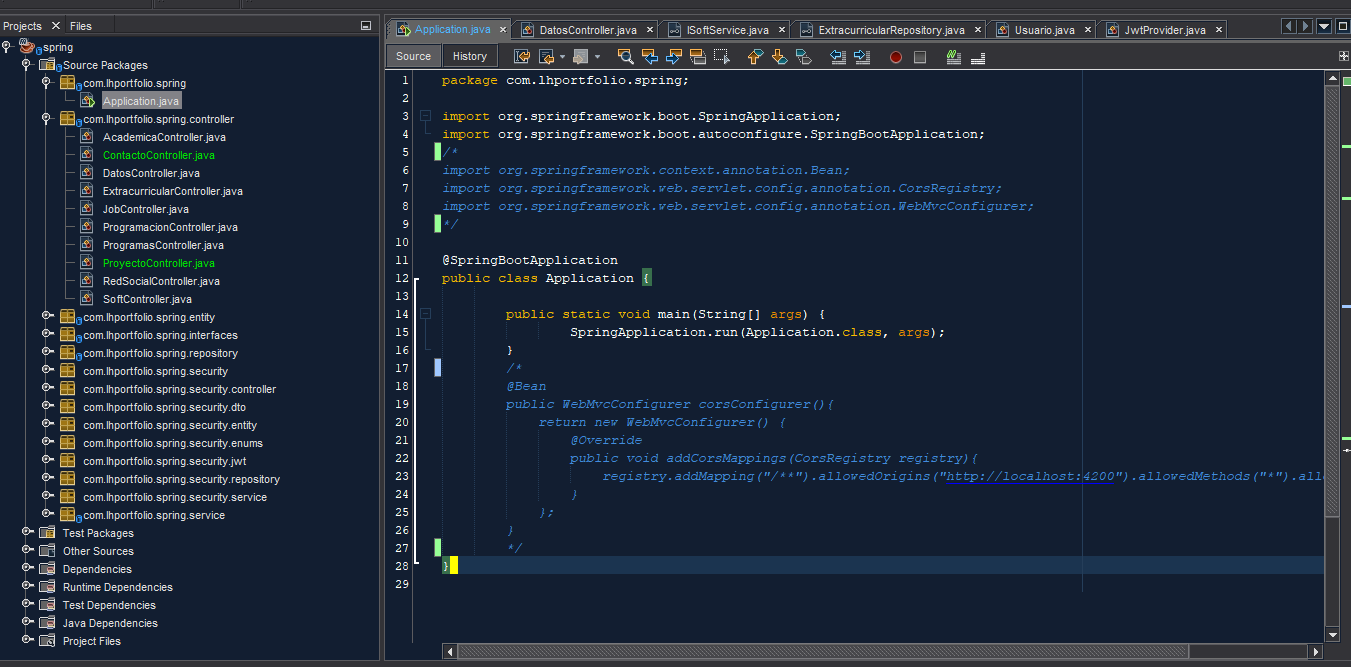 Projects Files
spring
Source Packages
com.lhportfolio.spring
Application.java
com.lhportfolio.spring.controller
AcademicaController.java
ContactoController.java
DatosController.java
ExtracurricularController.java
JobController.java
ProgramacionController.java
ProgramasController.java
ProyectoController.java
RedSocialController.java
SoftController.java
com.lhportfolio.spring.entity
com.lhportfolio.spring.interfaces
com.lhportfolio.spring.repository
com.lhportfolio.spring.security
com.lhportfolio.spring.security.controller
com.lhportfolio.spring.security.dto
com.lhportfolio.spring.security.entity
com.lhportfolio.spring.security.enums
com.lhportfolio.spring.security.jwt
com.lhportfolio.spring.security.repository
com.lhportfolio.spring.security.service
com.lhportfolio.spring.service
Test Packages
Other Sources
Dependencies
Runtime Dependencies
Test Dependencies
Java Dependencies
Project Files
Application.java DatosController.java ISoftService.java ExtracurricularRepository.java Usuario.java JwtProvider.java
Source History
1 package com.lhportfolio.spring;
2
3 import org.springframework.boot.SpringApplication;
4 import org.springframework.boot.autoconfigure.SpringBootApplication;
5 /*
6 import org.springframework.context.annotation.Bean;
7 import org.springframework.web.servlet.config.annotation.CorsRegistry;
8 import org.springframework.web.servlet.config.annotation.WebMvcConfigurer;
9 */
10
11 @SpringBootApplication
12 public class Application {
13
14 public static void main(String[] args) {
15 SpringApplication.run(Application.class, args);
16 }
17 /*
18 @Bean
19 public WebMvcConfigurer corsConfigurer(){
20 return new WebMvcConfigurer() {
21 @Override
22 public void addCorsMappings(CorsRegistry registry){
23 registry.addMapping("/**").allowedOrigins("http://localhost:4200").allowedMethods("*").all
24 }
25 };
26 }
27 */
28 }
29